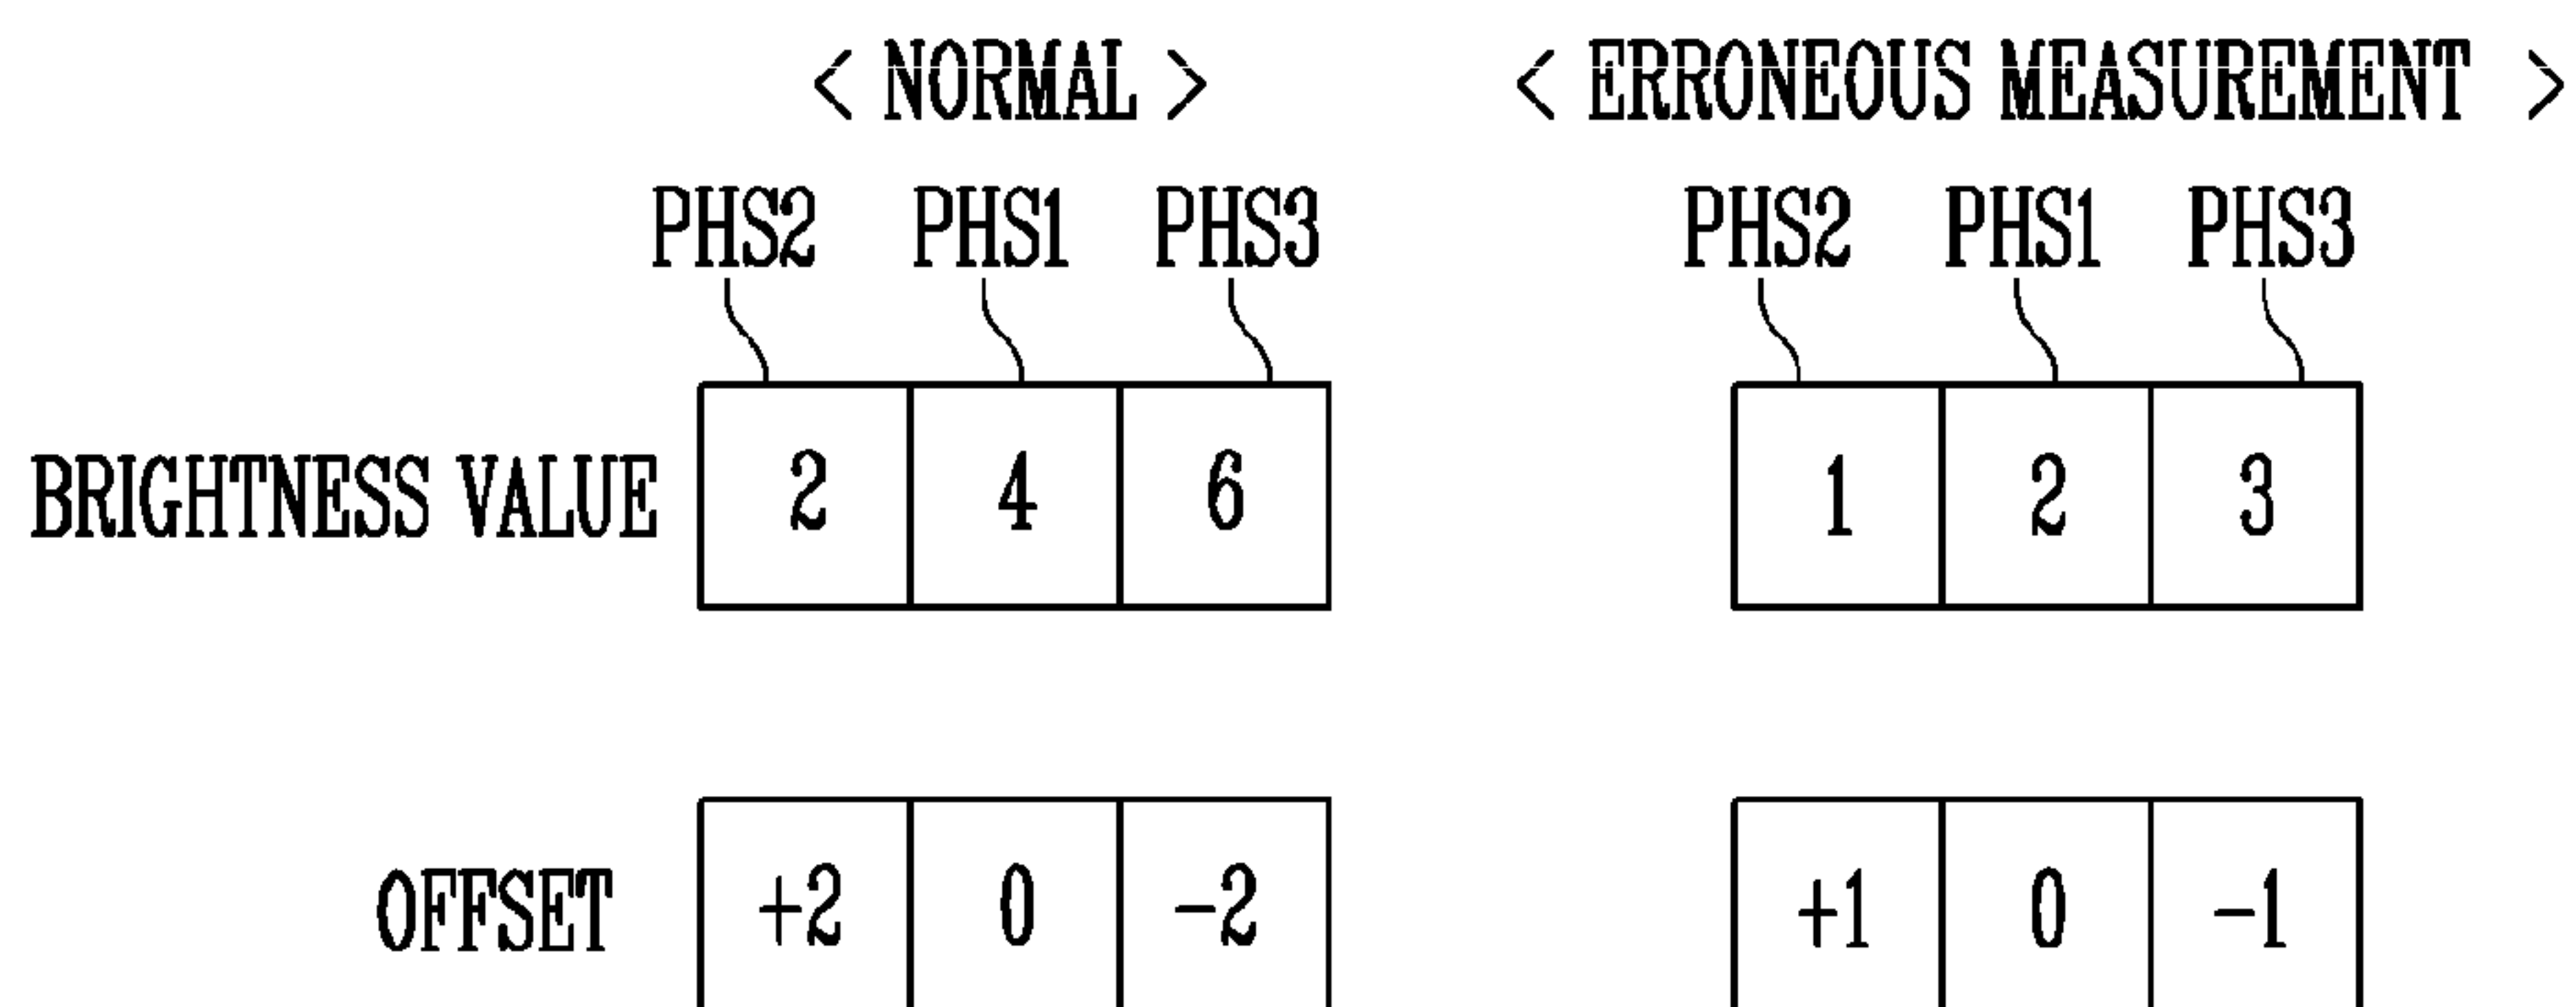 < NORMAL > < ERRONEOUS MEASUREMENT >
PHS2 PHS1 PHS3 PHS2 PHS1 PHS3
BRIGHTNESS VALUE 2 4 6 1 2 3
OFFSET +2 0 -2 +1 0 -1